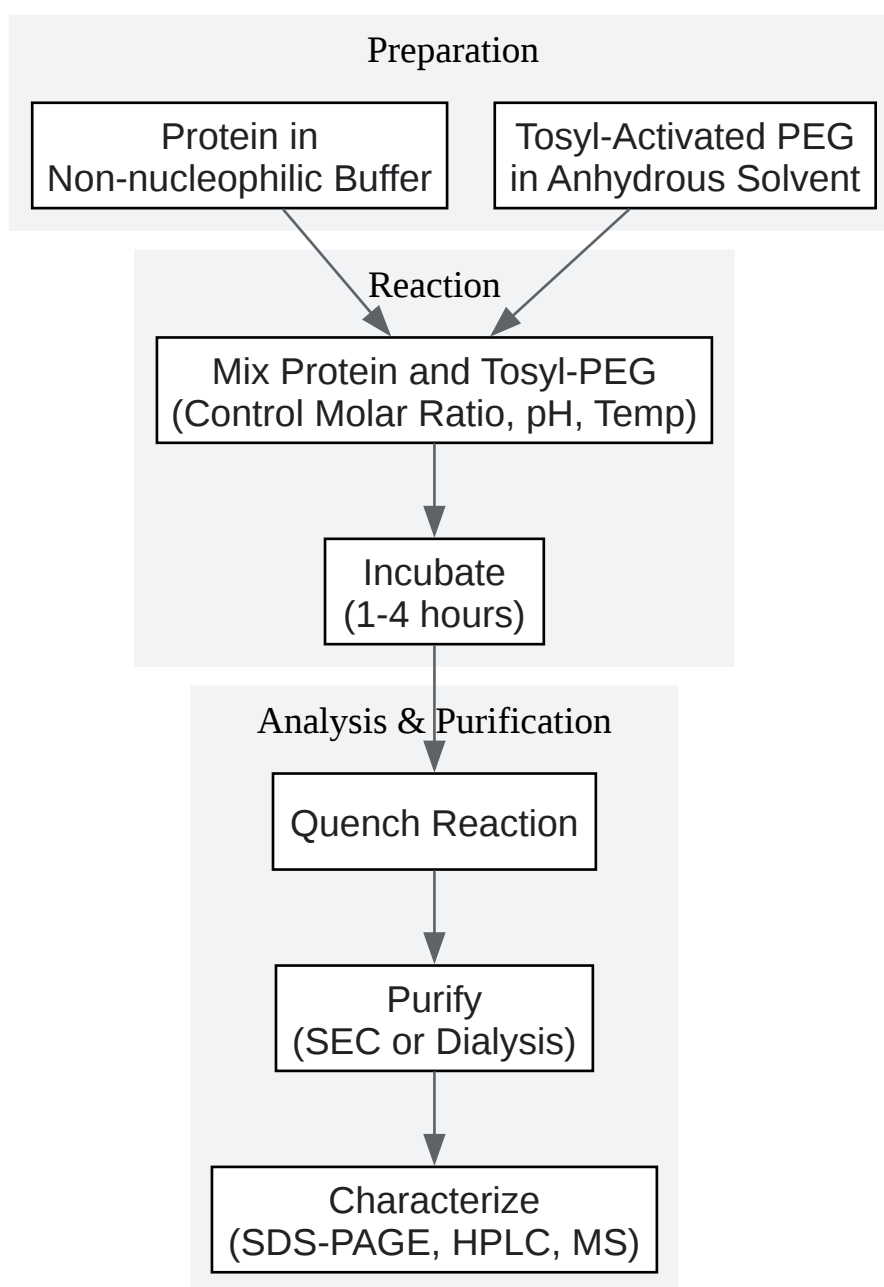 Preparation
Protein in
Non-nucleophilic Buffer
Tosyl-Activated PEG
in Anhydrous Solvent
Reaction
Mix Protein and Tosyl-PEG
(Control Molar Ratio, pH, Temp)
Incubate
(1-4 hours)
Analysis & Purification
Quench Reaction
Purify
(SEC or Dialysis)
Characterize
(SDS-PAGE, HPLC, MS)